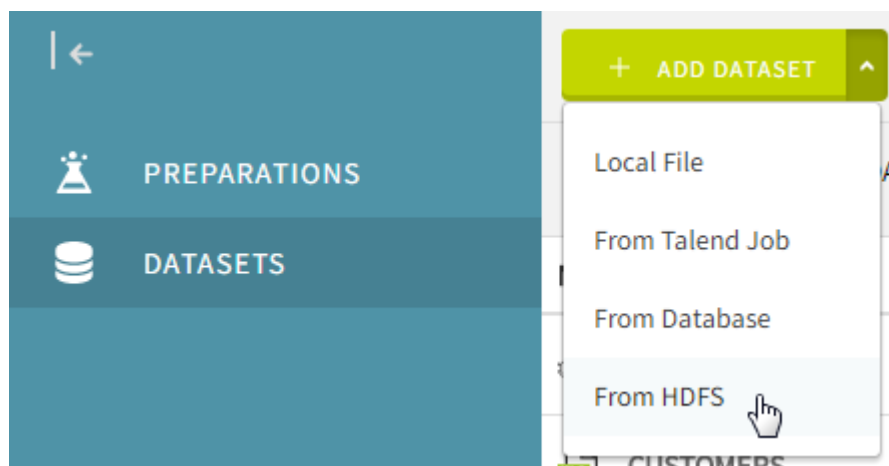 + ADD DATASET
PREPARATIONS
DATASETS
Local File
From Talend Job
From Database
From HDFS
CUSTOMERS